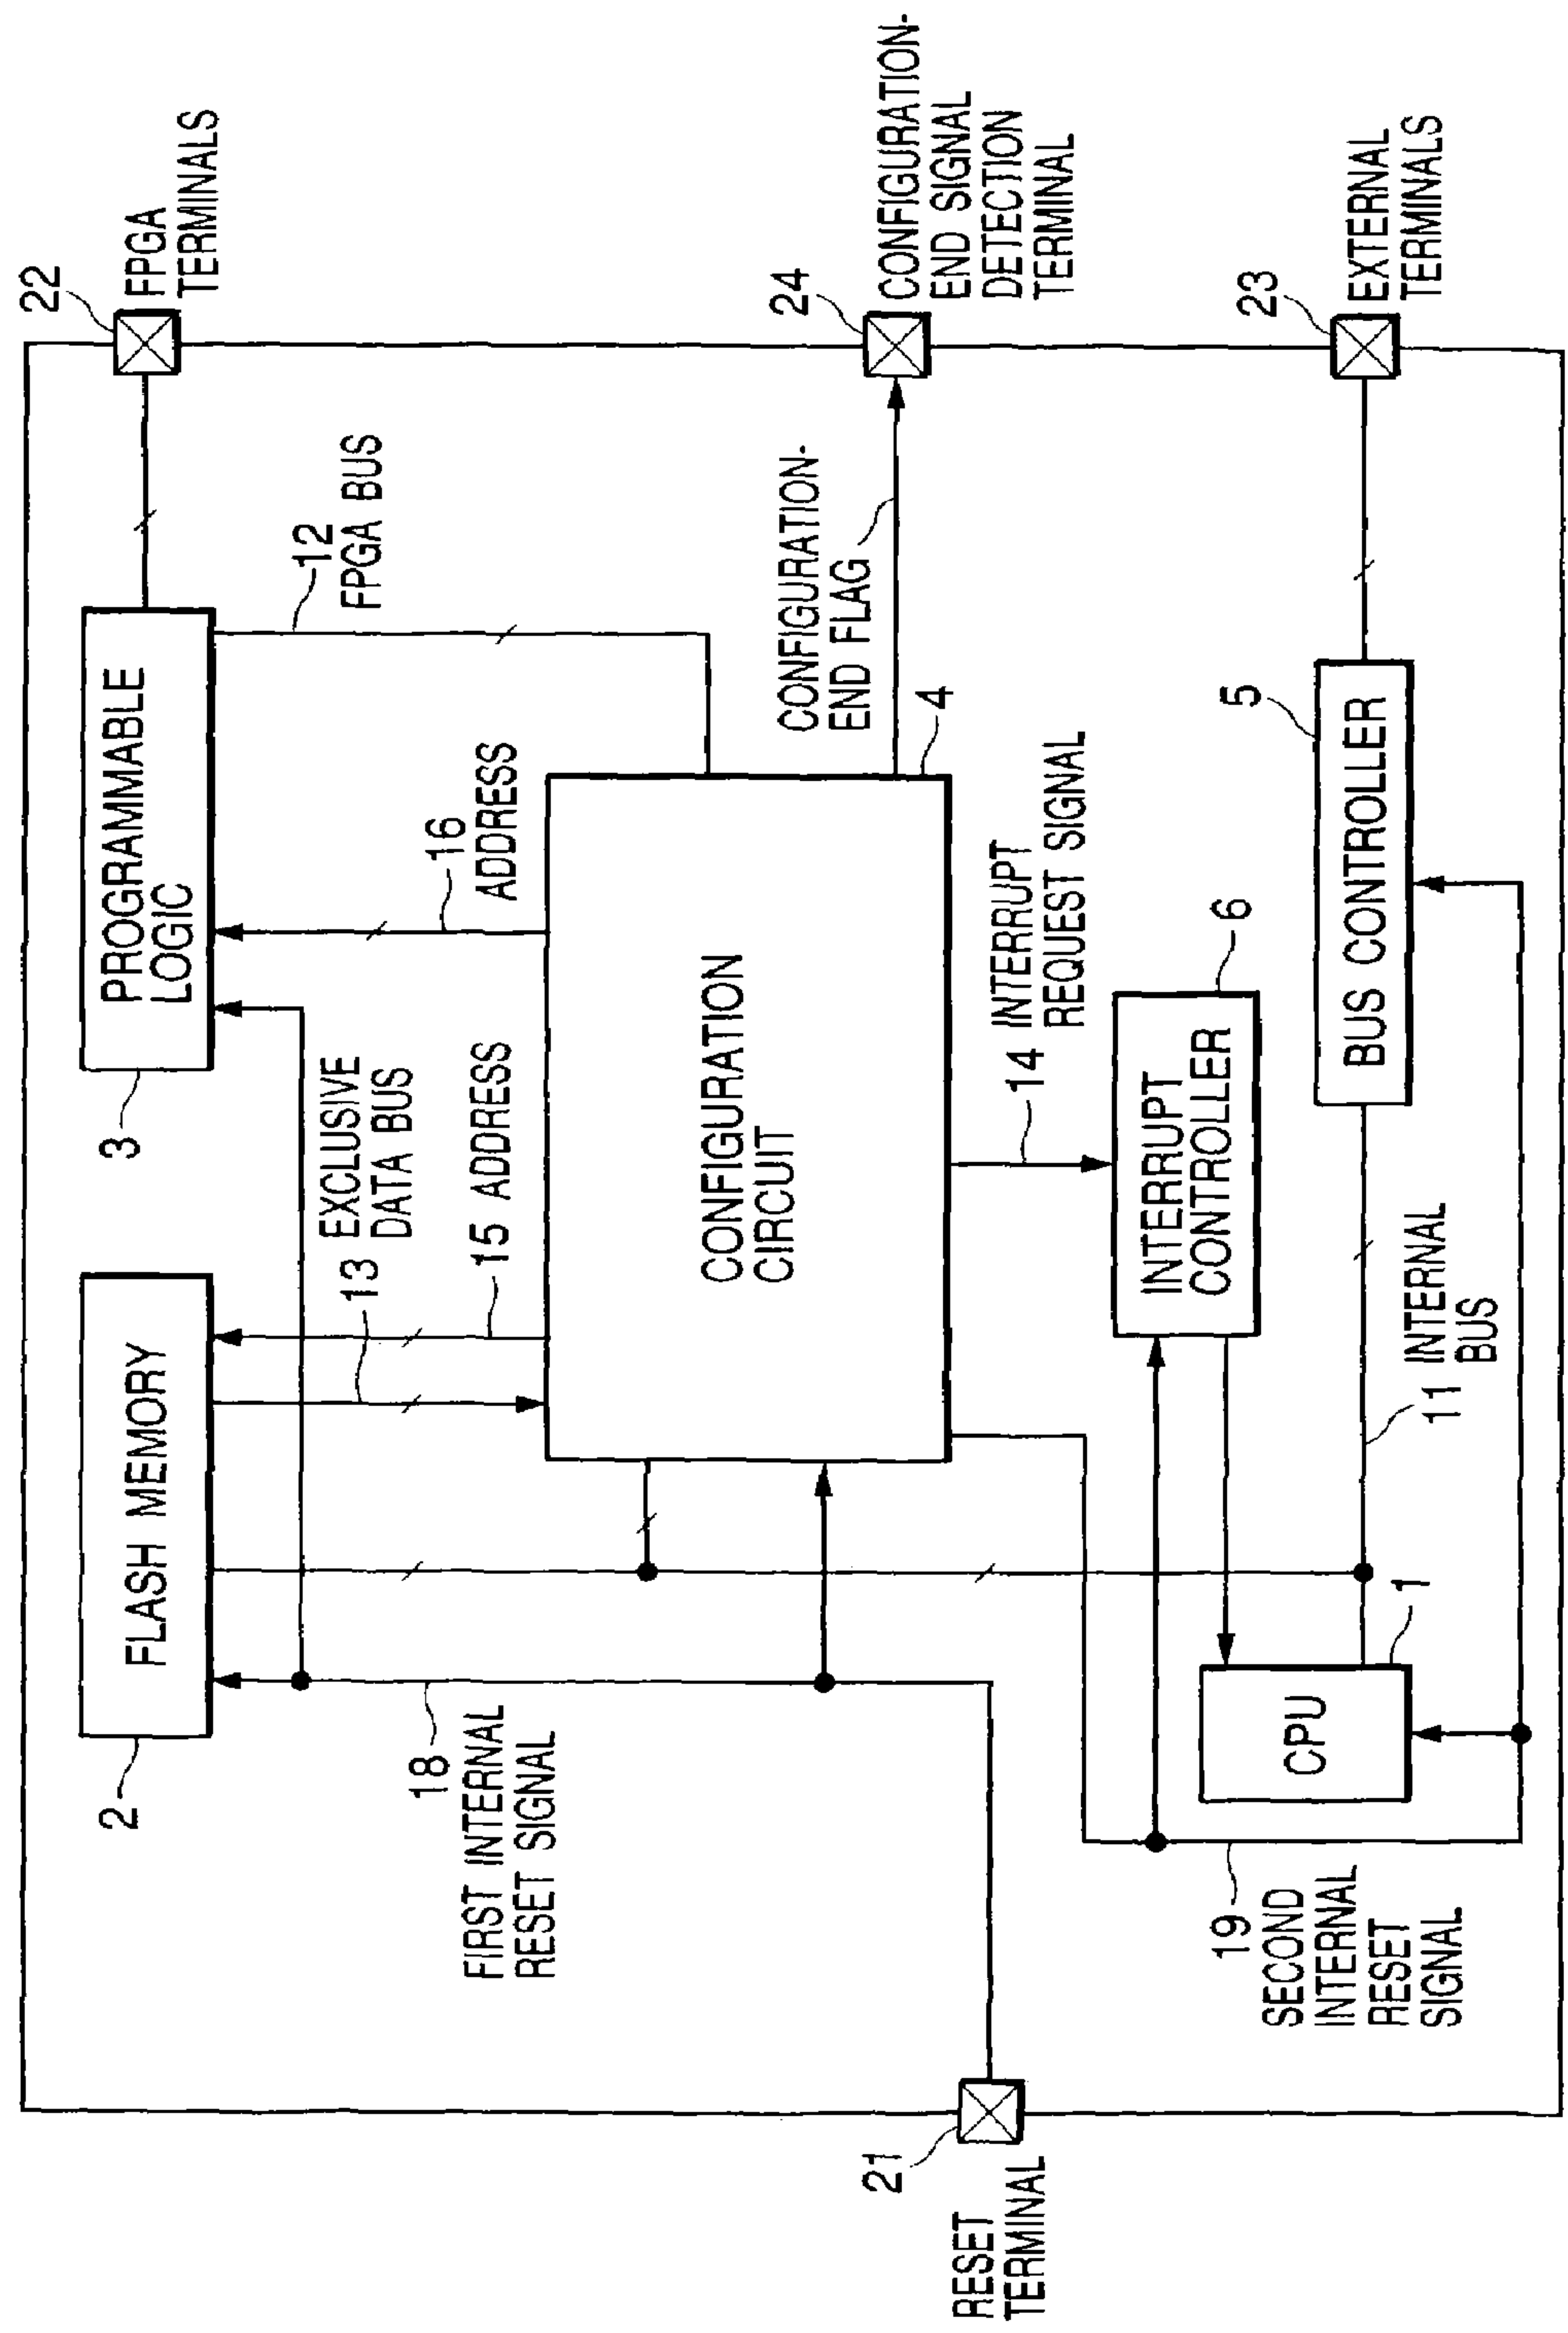 22
FPGA
TERMINALS
PROGRAMMABLE
LOGIC
3
12
FPGA BUS
16
ADDRESS
FLASH MEMORY
2
13
EXCLUSIVE
DATA BUS
15 ADDRESS
18
FIRST INTERNAL
RESET SIGNAL
CONFIGURATION
CIRCUIT
4
CONFIGURATION-
END FLAG
24
CONFIGURATION-
END SIGNAL
DETECTION
TERMINAL
21
RESET
TERMINAL
14
INTERRUPT
REQUEST SIGNAL
INTERRUPT
CONTROLLER
6
5
BUS CONTROLLER
23
EXTERNAL
TERMINALS
CPU
1
11
INTERNAL
BUS
19
SECOND
INTERNAL
RESET
SIGNAL